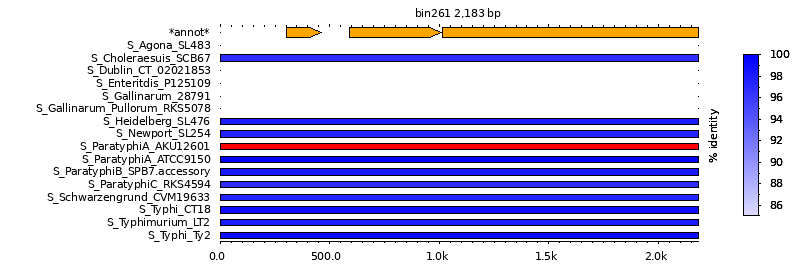 bin261 2,183 bp
*annot*
S_Agona_SL483
S_Choleraesuis_SCB67
S_Dublin_CT_02021853
S_Enteritdis_P125109
S_Gallinarum_28791
S_Gallinarum_Pullorum_RKS5078
S_Heidelberg_SL476
S_Newport_SL254
S_ParatyphiA_AKU12601
S_ParatyphiA_ATCC9150
S_ParatyphiB_SPB7.accessory
S_ParatyphiC_RKS4594
S_Schwarzengrund_CVM19633
S_Typhi_CT18
S_Typhimurium_LT2
S_Typhi_Ty2
0.0 500.0 1.0k 1.5k 2.0k
% identity
100
98
96
94
92
90
88
86